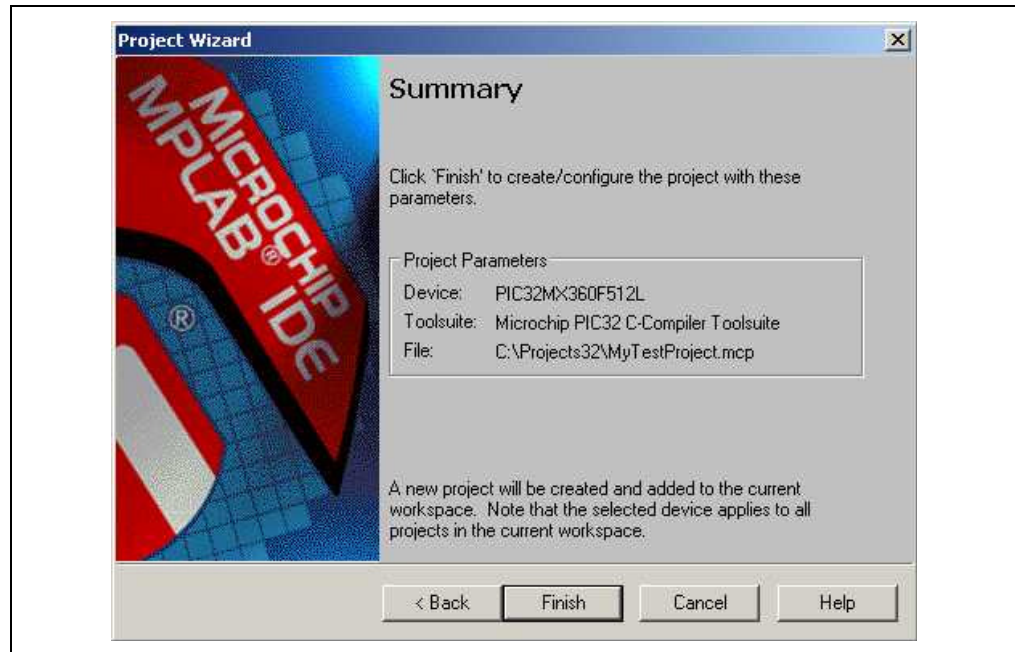 Project Wizard
MICROCHIP
MPLAB® IDE
®
Summary
Click `Finish' to create/configure the project with these
parameters.
Project Parameters
Device: PIC32MX360F512L
Toolsuite: Microchip PIC32 C-Compiler Toolsuite
File: C:\Projects32\MyTestProject.mcp
A new project will be created and added to the current
workspace. Note that the selected device applies to all
projects in the current workspace.
< Back Finish Cancel Help